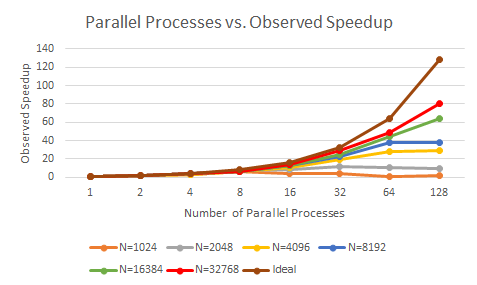 Parallel Processes vs. Observed Speedup
Observed Speedup
140
120
100
80
60
40
20
0
1 2 4 8 16 32 64 128
Number of Parallel Processes
N=1024 N=2048 N=4096 N=8192
N=16384 N=32768 Ideal